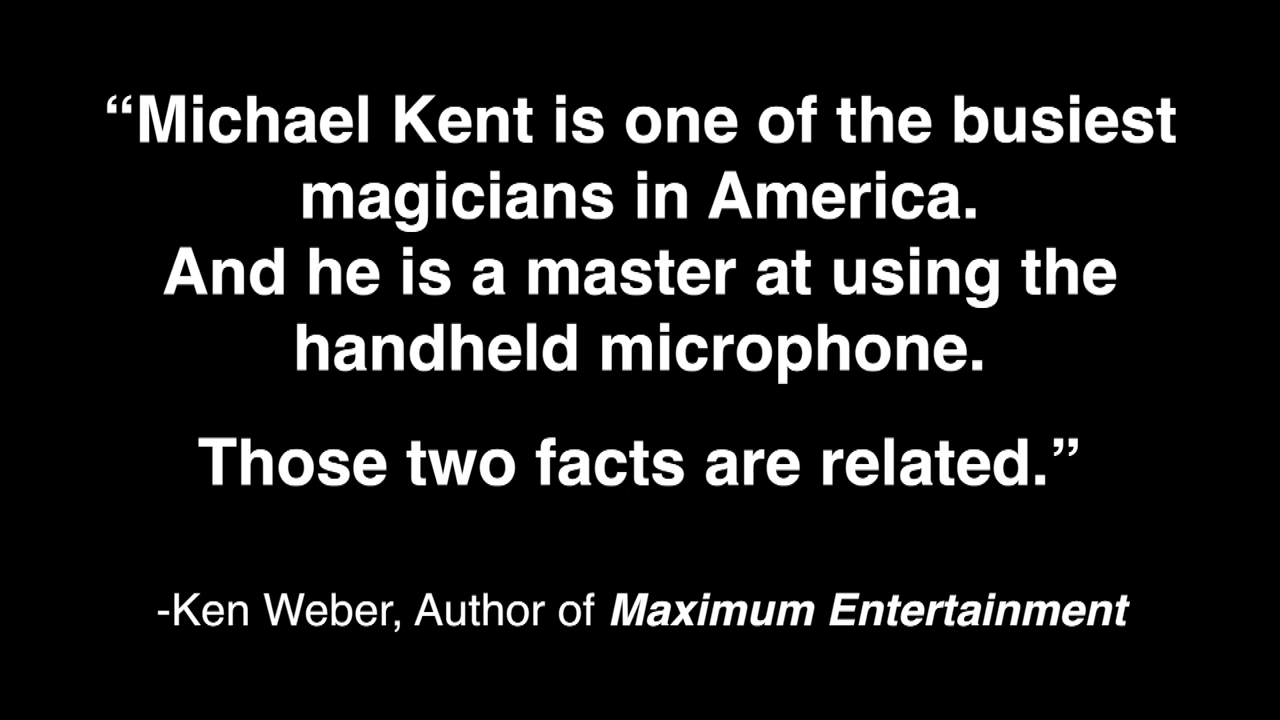 “Michael Kent is one of the busiest
magicians in America.
And he is a master at using the
handheld microphone.
Those two facts are related.”
-Ken Weber, Author of Maximum Entertainment